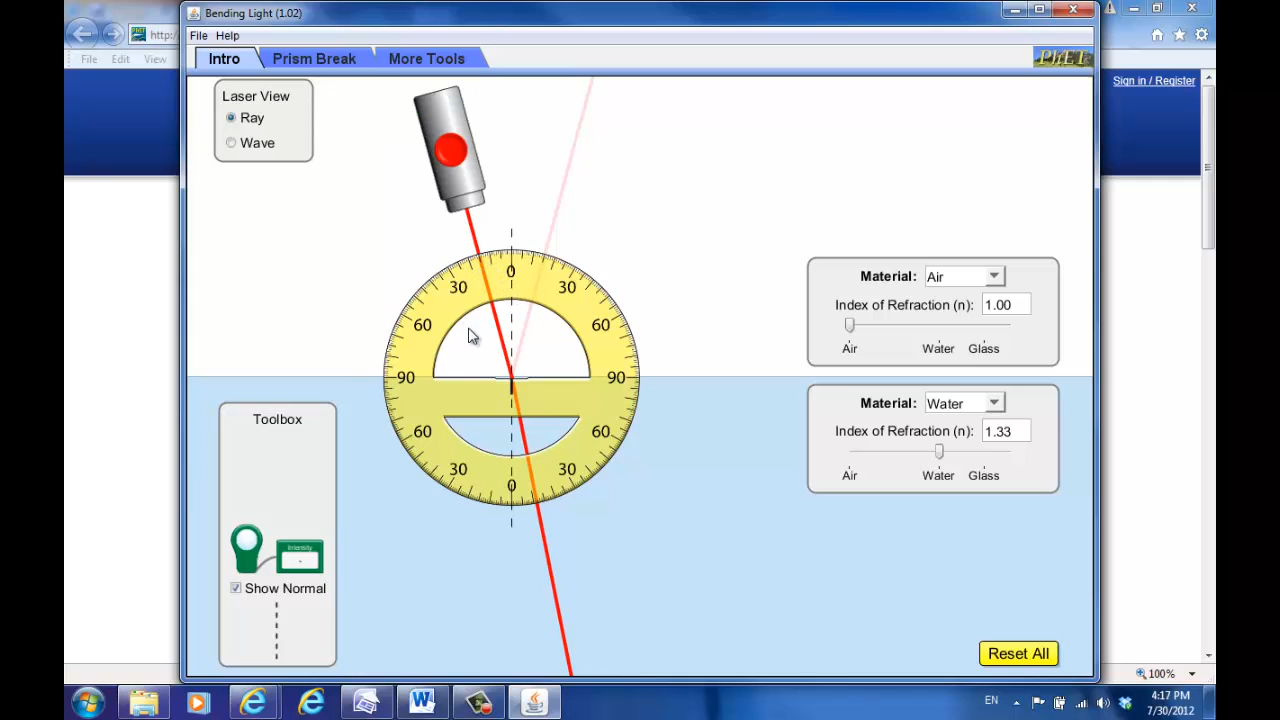 Bending Light (1.02)
File Help
Intro Prism Break More Tools
PhET
http:
File Edit View
Sign in / Register
Laser View
Ray
Wave
0
30 30
60 60
90 90
60 60
30 30
0
Material: Air
Index of Refraction (n): 1.00
Air Water Glass
Material: Water
Index of Refraction (n): 1.33
Air Water Glass
Toolbox
Intensity
-
Show Normal
Reset All
100%
EN
4:17 PM
7/30/2012